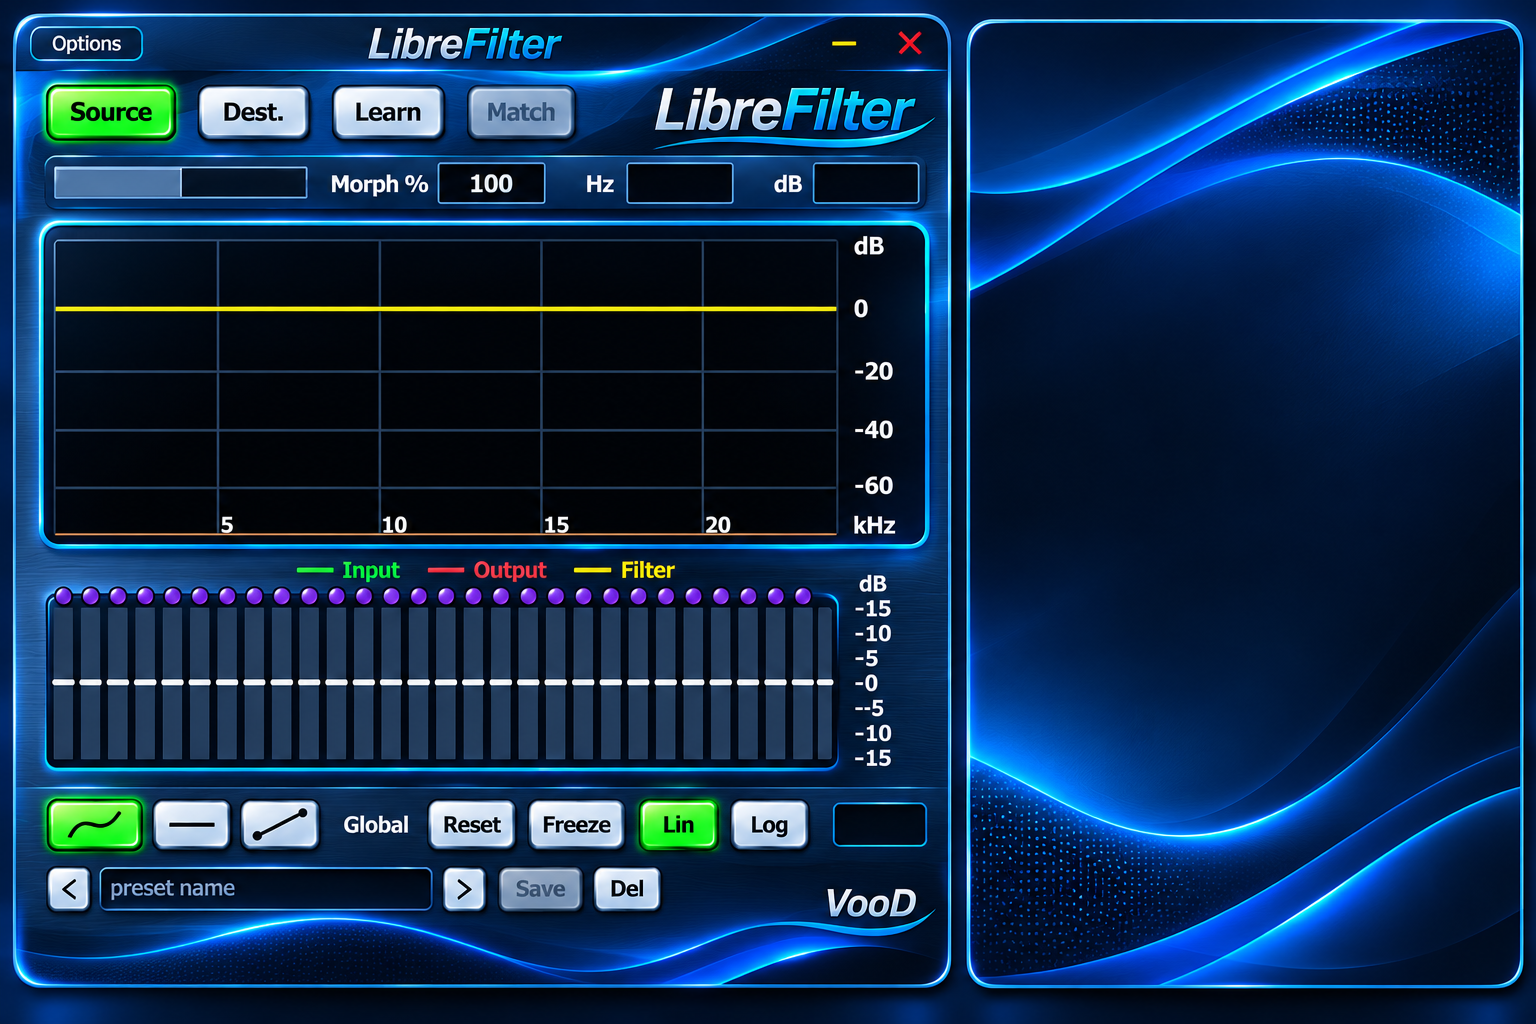 Options LibreFilter
Source Dest. Learn Match LibreFilter
Morph % 100 Hz dB
dB
0
-20
-40
-60
5 10 15 20 kHz
Input Output Filter
dB
-15
-10
-5
-0
--5
-10
-15
Global Reset Freeze Lin Log
< preset name > Save Del
VooD